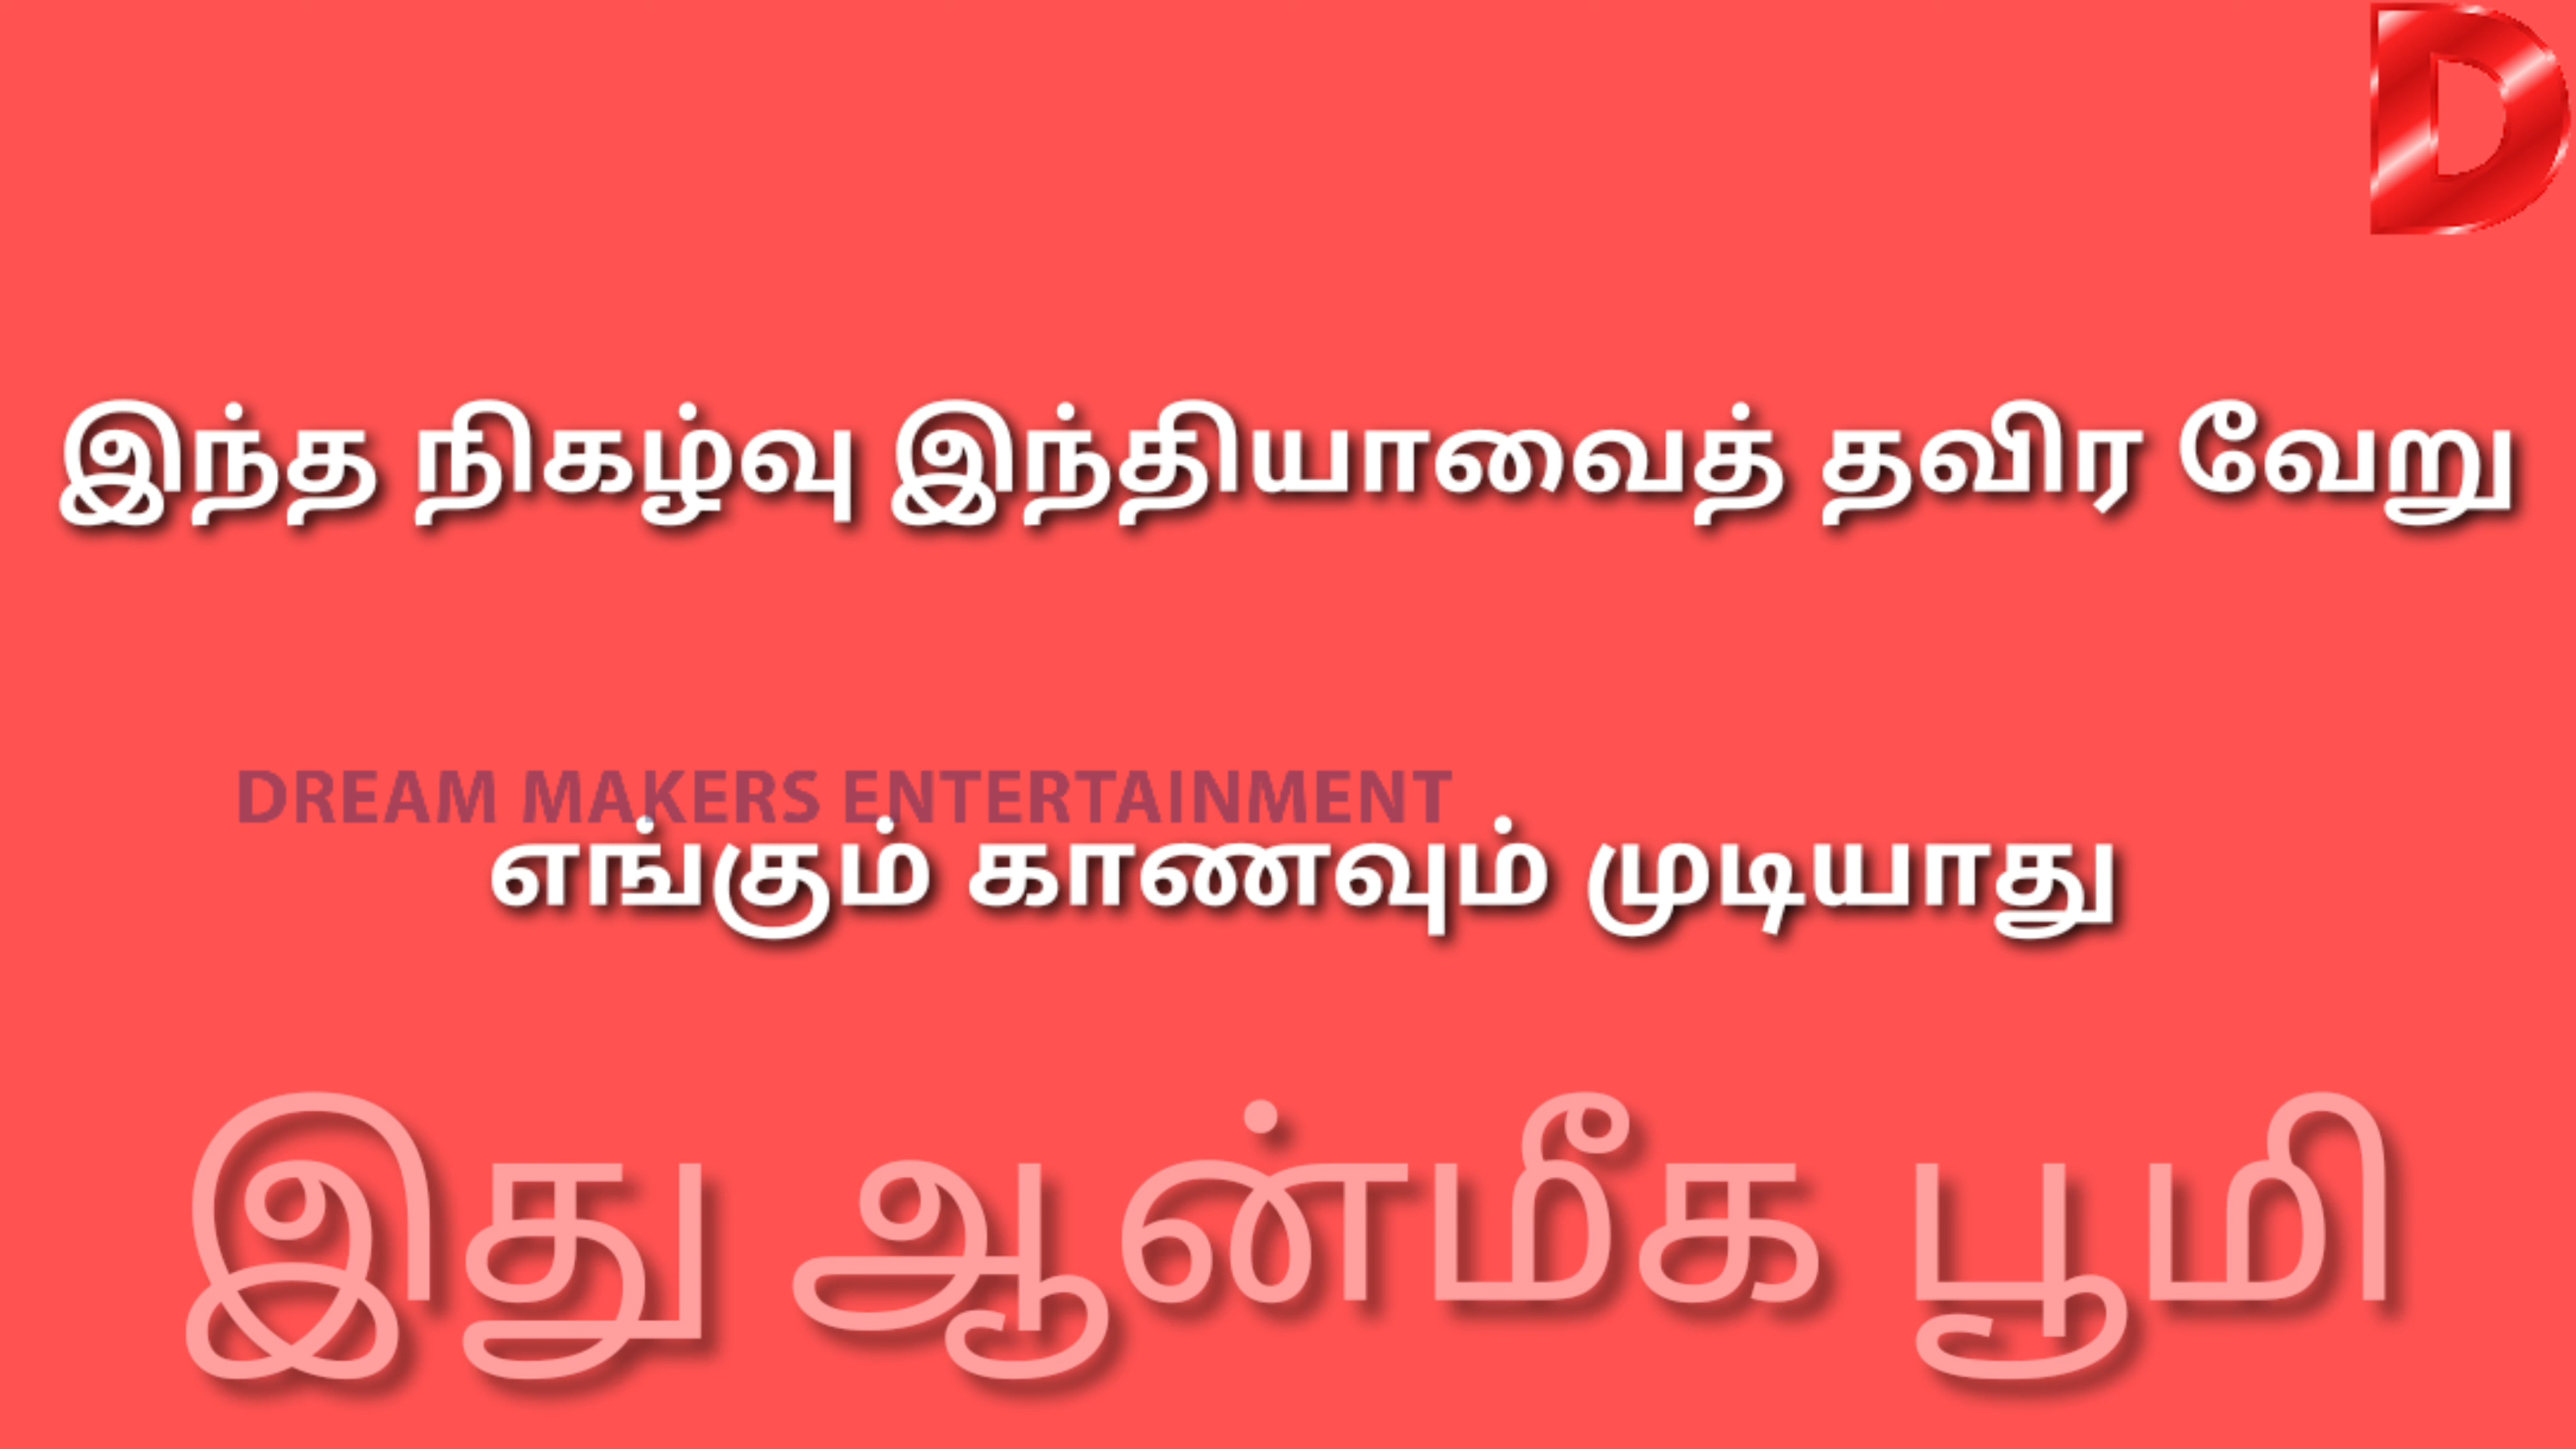 D
இந்த நிகழ்வு இந்தியாவைத் தவிர வேறு
DREAM MAKERS ENTERTAINMENT
எங்கும் காணவும் முடியாது
இது ஆன்மீக பூமி